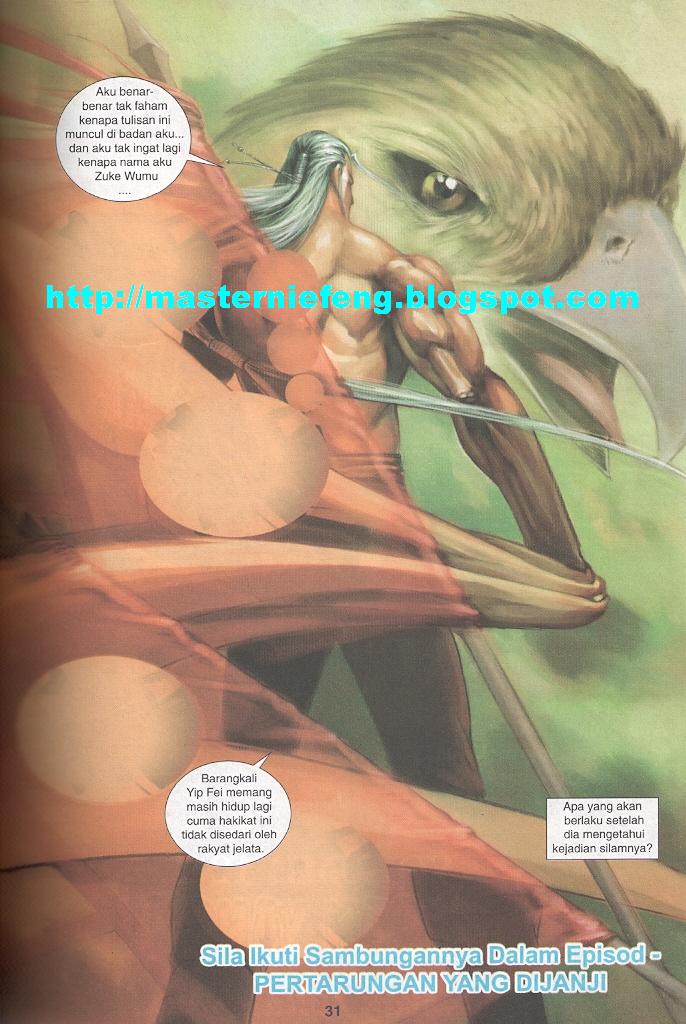 Aku benar-
benar tak faham
kenapa tulisan ini
muncul di badan aku...
dan aku tak ingat lagi
kenapa nama aku
Zuke Wumu
....
http://masterniefeng.blogspot.com
Barangkali
Yip Fei memang
masih hidup lagi
cuma hakikat ini
tidak disedari oleh
rakyat jelata.
Apa yang akan
berlaku setelah
dia mengetahui
kejadian silamnya?
Sila Ikuti Sambungannya Dalam Episod -
PERTARUNGAN YANG DIJANJI
31